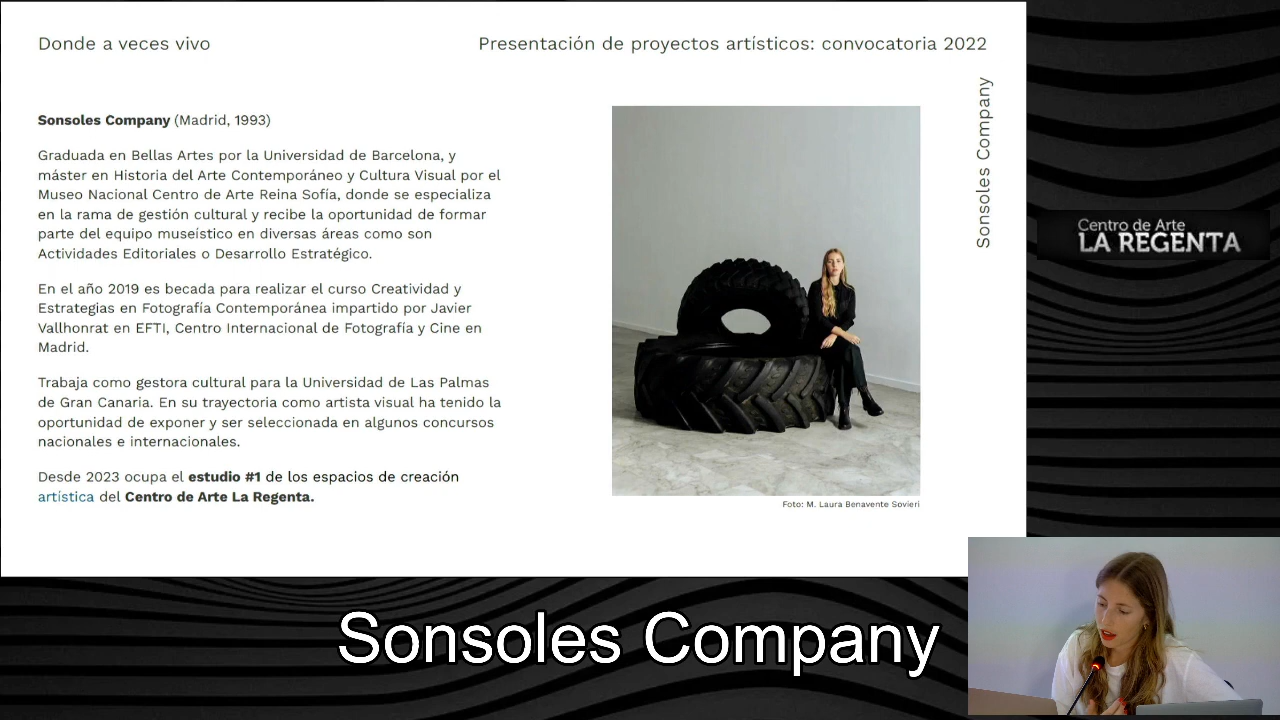 Donde a veces vivo
Presentación de proyectos artísticos: convocatoria 2022
Sonsoles Company
Sonsoles Company (Madrid, 1993)
Graduada en Bellas Artes por la Universidad de Barcelona, y
máster en Historia del Arte Contemporáneo y Cultura Visual por el
Museo Nacional Centro de Arte Reina Sofía, donde se especializa
en la rama de gestión cultural y recibe la oportunidad de formar
parte del equipo museístico en diversas áreas como son
Actividades Editoriales o Desarrollo Estratégico.
En el año 2019 es becada para realizar el curso Creatividad y
Estrategias en Fotografía Contemporánea impartido por Javier
Vallhonrat en EFTI, Centro Internacional de Fotografía y Cine en
Madrid.
Trabaja como gestora cultural para la Universidad de Las Palmas
de Gran Canaria. En su trayectoria como artista visual ha tenido la
oportunidad de exponer y ser seleccionada en algunos concursos
nacionales e internacionales.
Desde 2023 ocupa el estudio #1 de los espacios de creación
artística del Centro de Arte La Regenta.
Foto: M. Laura Benavente Sovieri
Centro de Arte
LA REGENTA
Sonsoles Company